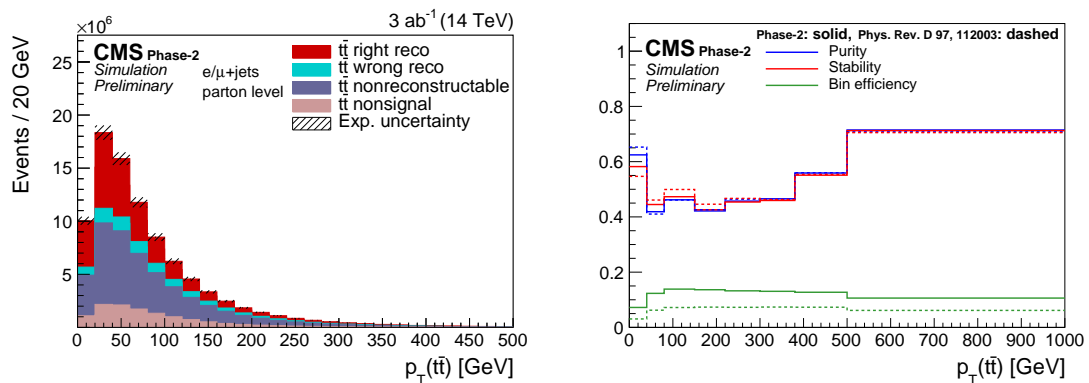 3 ab⁻¹ (14 TeV)
×10⁶
CMS Phase-2
Simulation
Preliminary
e/μ+jets
parton level
tt̄ right reco
tt̄ wrong reco
tt̄ nonreconstructable
tt̄ nonsignal
Exp. uncertainty
Events / 20 GeV
25
20
15
10
5
0 50 100 150 200 250 300 350 400 450 500
p_T(tt̄) [GeV]
Phase-2: solid, Phys. Rev. D 97, 112003: dashed
CMS Phase-2
Simulation
Preliminary
Purity
Stability
Bin efficiency
1
0.8
0.6
0.4
0.2
0
0 100 200 300 400 500 600 700 800 900 1000
p_T(tt̄) [GeV]